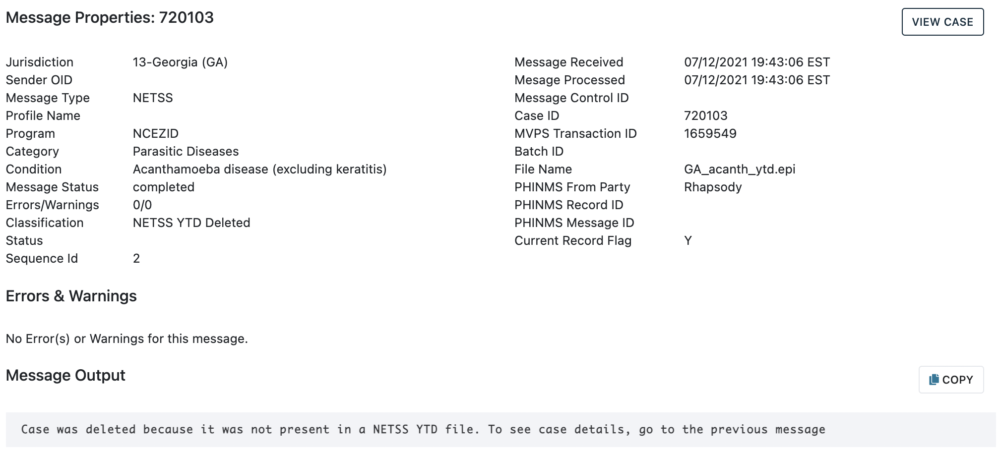 Message Properties: 720103
VIEW CASE
Jurisdiction 13-Georgia (GA)
Sender OID
Message Type NETSS
Profile Name
Program NCEZID
Category Parasitic Diseases
Condition Acanthamoeba disease (excluding keratitis)
Message Status completed
Errors/Warnings 0/0
Classification NETSS YTD Deleted
Status
Sequence Id 2
Message Received 07/12/2021 19:43:06 EST
Mesage Processed 07/12/2021 19:43:06 EST
Message Control ID
Case ID 720103
MVPS Transaction ID 1659549
Batch ID
File Name GA_acanth_ytd.epi
PHINMS From Party Rhapsody
PHINMS Record ID
PHINMS Message ID
Current Record Flag Y
Errors & Warnings
No Error(s) or Warnings for this message.
Message Output
COPY
Case was deleted because it was not present in a NETSS YTD file. To see case details, go to the previous message